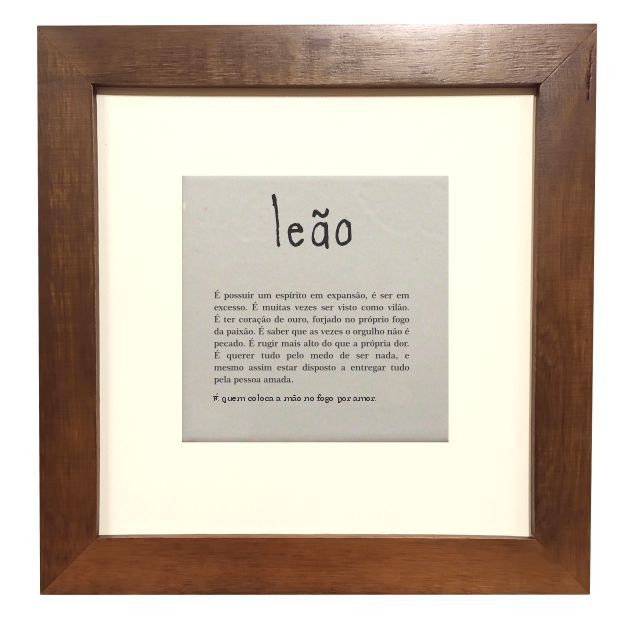 leão
É possuir um espírito em expansão, é ser em
excesso. É muitas vezes ser visto como vilão.
É ter coração de ouro, forjado no próprio fogo
da paixão. É saber que as vezes o orgulho não é
pecado. É rugir mais alto do que a própria dor.
É querer tudo pelo medo de ser nada, e
mesmo assim estar disposto a entregar tudo
pela pessoa amada.
É quem coloca a mão no fogo por amor.